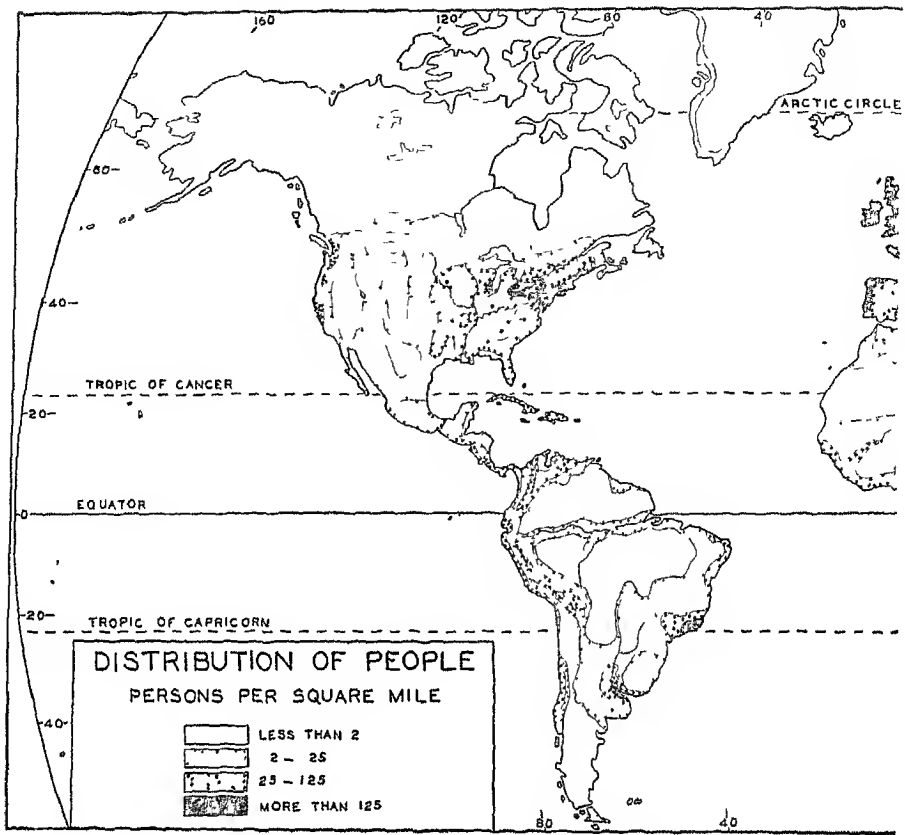 160 120 80 40
ARCTIC CIRCLE
60
40
TROPIC OF CANCER
20
EQUATOR
0
20
TROPIC OF CAPRICORN
DISTRIBUTION OF PEOPLE
PERSONS PER SQUARE MILE
LESS THAN 2
2 - 25
25 - 125
MORE THAN 125
40
80 40